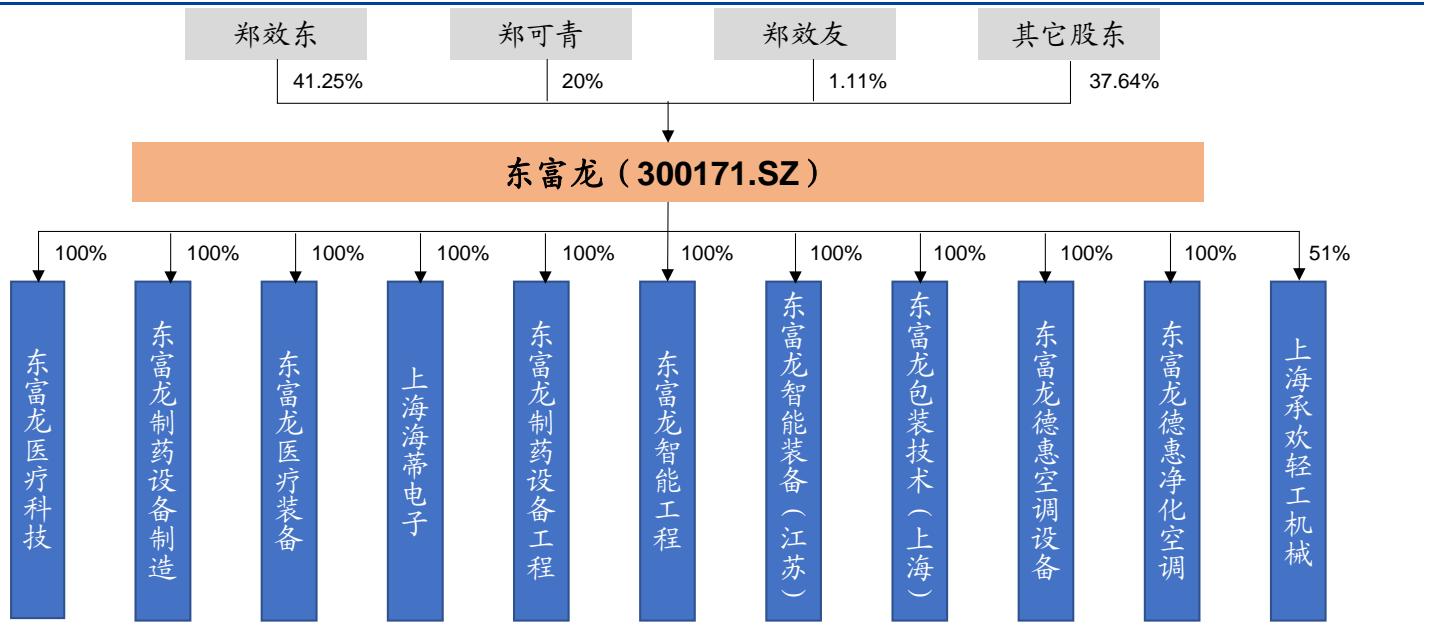 郑效东
郑可青
郑效友
其它股东
41.25%
20%
1.11%
37.64%
东富龙（300171.SZ）
100%
100%
100%
100%
100%
100%
100%
100%
100%
100%
51%
东富龙医疗科技
东富龙制药设备制造
东富龙医疗装备
上海海蒂电子
东富龙制药设备工程
东富龙智能工程
东富龙智能装备（江苏）
东富龙包装技术（上海）
东富龙德惠空调设备
东富龙德惠净化空调
上海承欢轻工机械